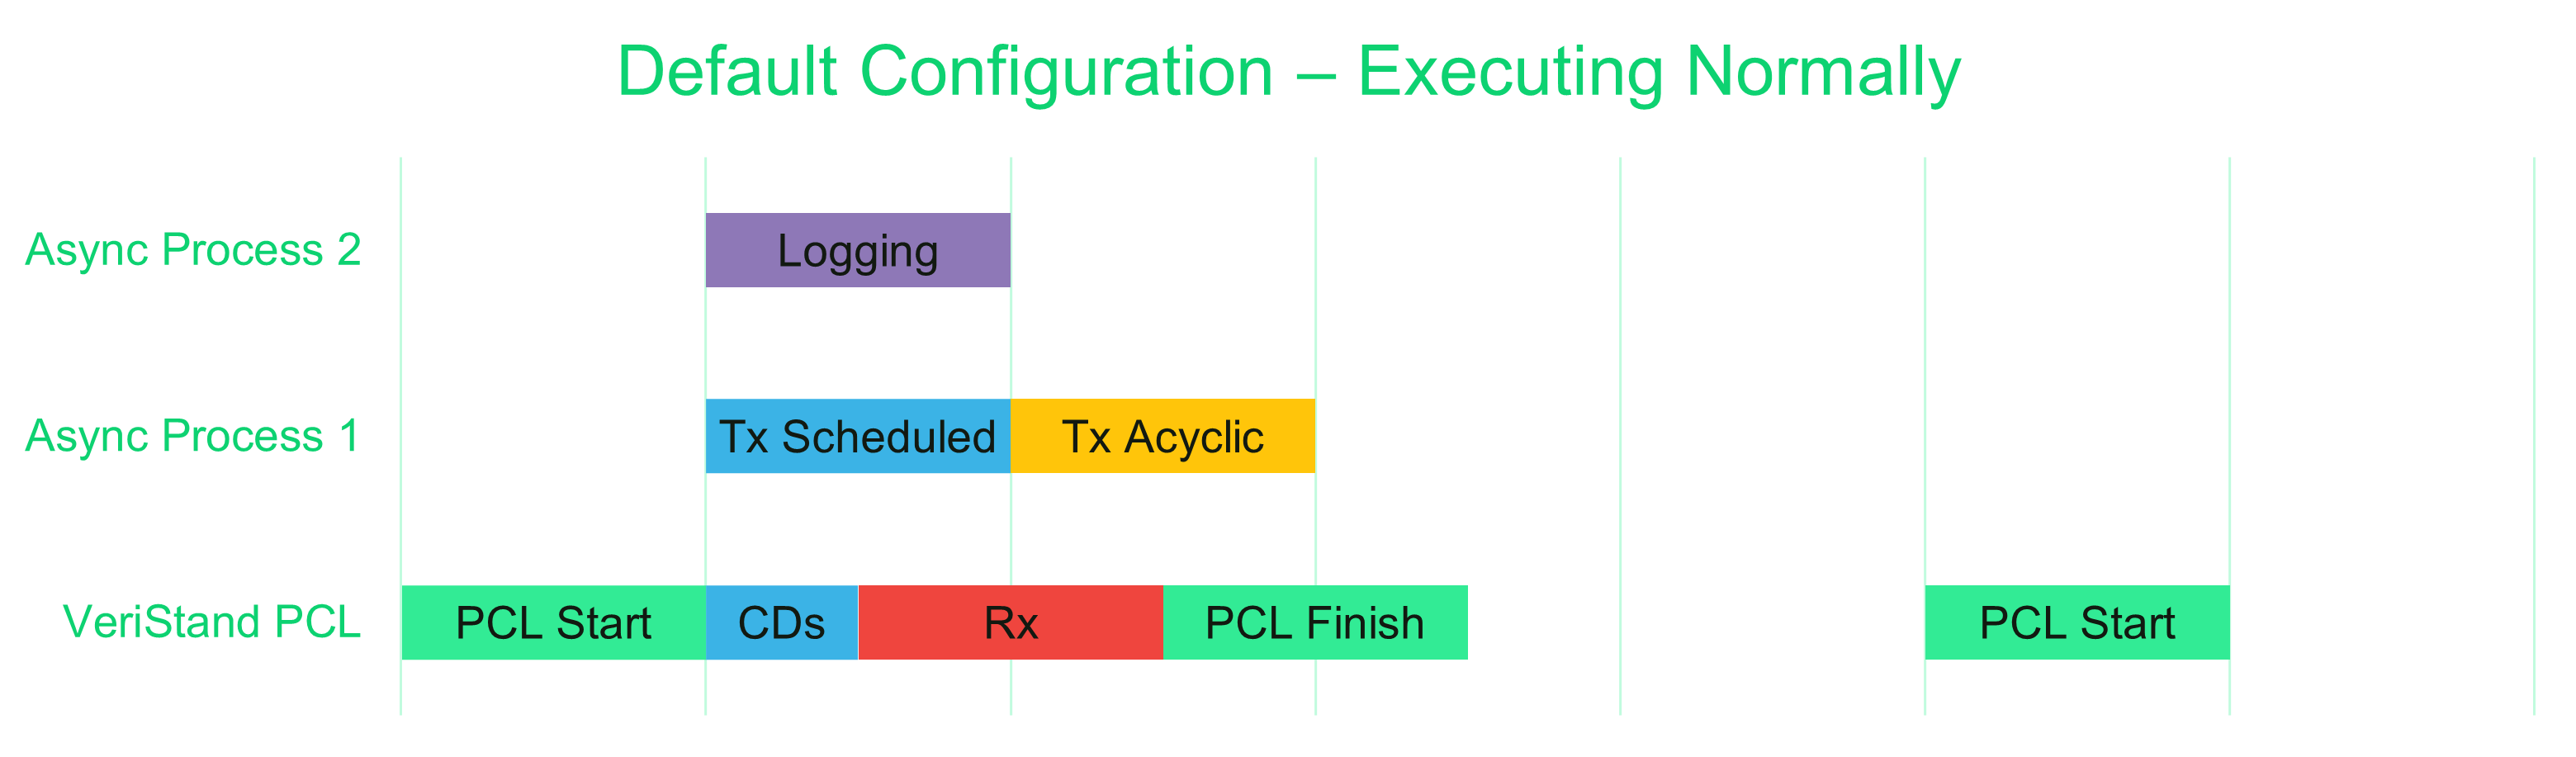 Default Configuration – Executing Normally
Async Process 2
Logging
Async Process 1
Tx Scheduled
Tx Acyclic
VeriStand PCL
PCL Start
CDs
Rx
PCL Finish
PCL Start